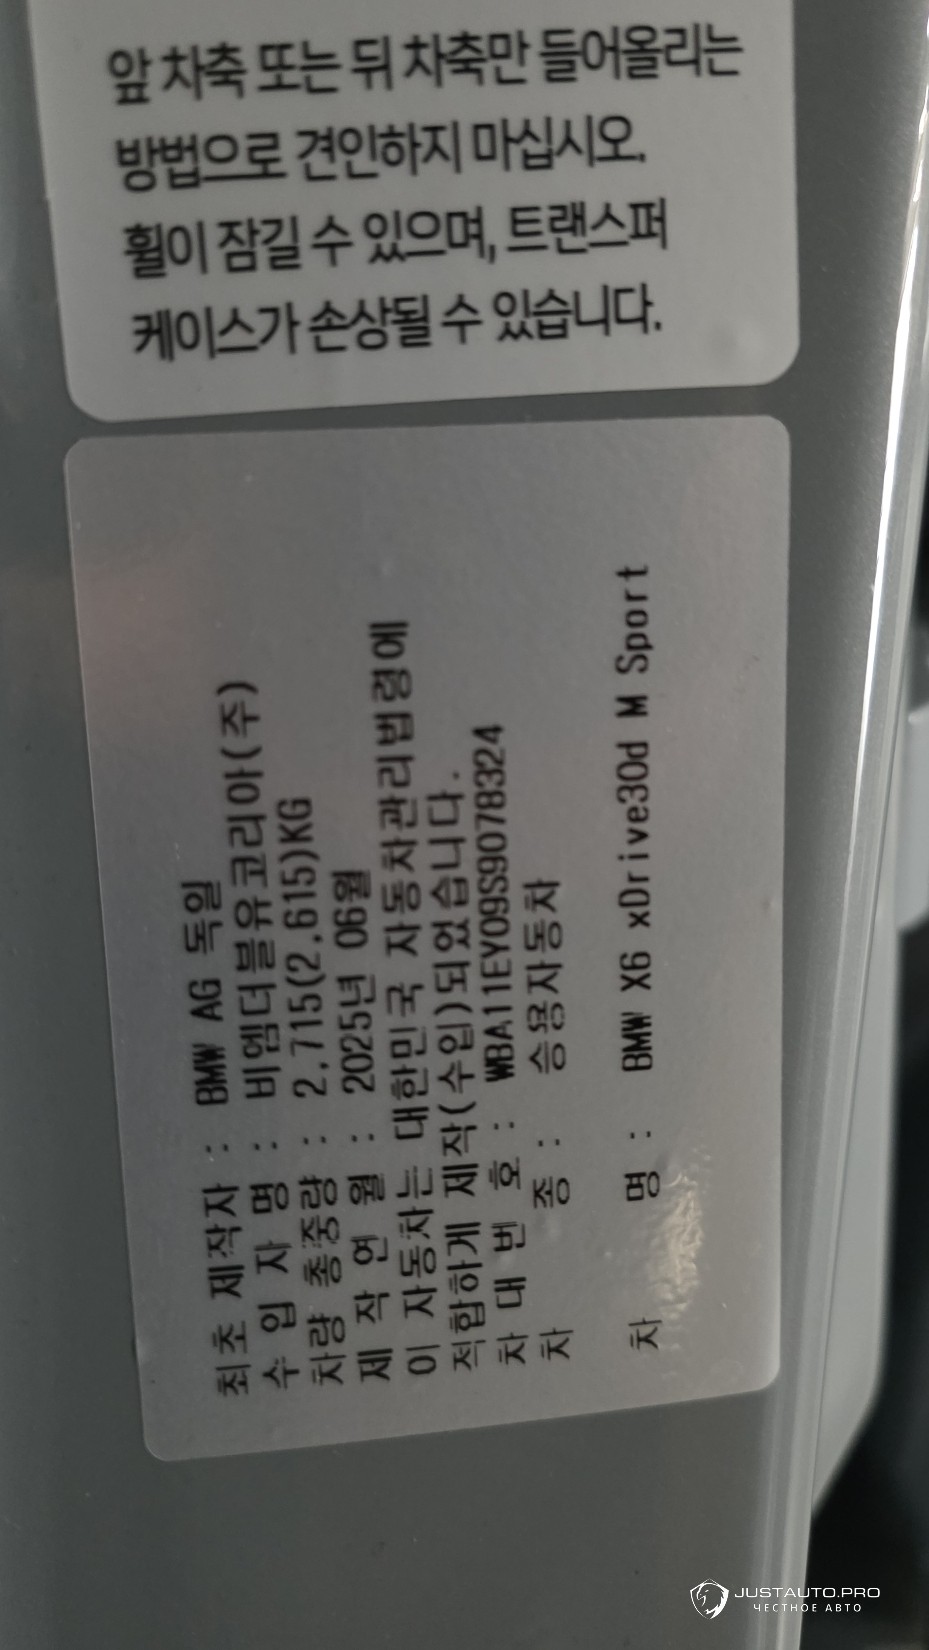 앞 차축 또는 뒤 차축만 들어올리는
방법으로 견인하지 마십시오.
휠이 잠길 수 있으며, 트랜스퍼
케이스가 손상될 수 있습니다.
최초 제작자 : BMW AG 독일
수 입 자 명 : 비엠더블유코리아(주)
차량 총중량 : 2,715(2,615)KG
제 작 연 월 : 2025년 06월
이 자동차는 대한민국 자동차관리법령에
적합하게 제작(수입)되었습니다.
차 대 번 호 : WBA11EY09S9078324
차 종 : 승용자동차
차 명 : BMW X6 xDrive30d M Sport
JUSTAUTO.PRO
ЧЕСТНОЕ АВТО